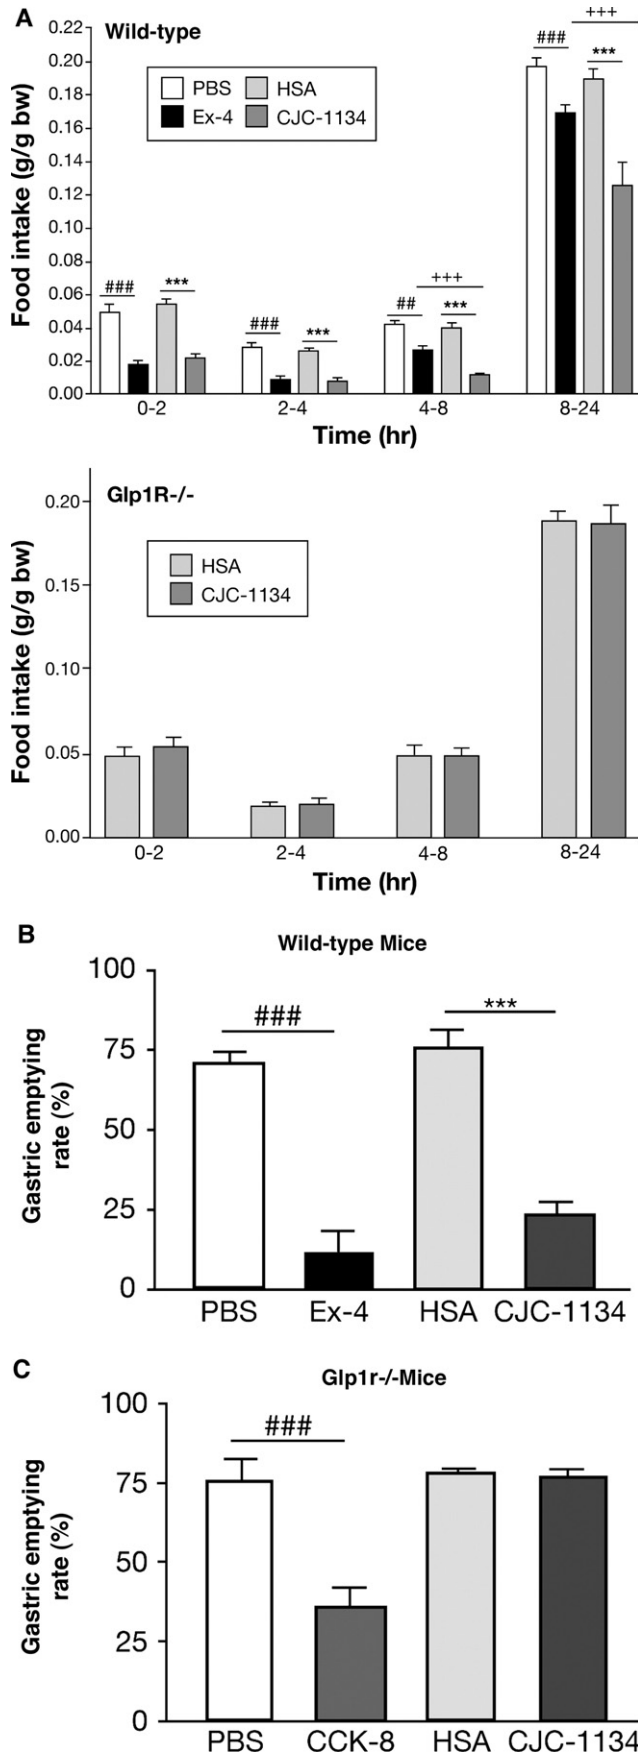 A
Wild-type
PBS HSA
Ex-4 CJC-1134
Food intake (g/g bw)
0.22
0.20
0.18
0.16
0.14
0.12
0.10
0.08
0.06
0.04
0.02
0.00
### ***
### ***
+++
## ***
+++
### ***
0-2 2-4 4-8 8-24
Time (hr)
Glp1R-/-
HSA
CJC-1134
Food intake (g/g bw)
0.20
0.15
0.10
0.05
0.00
0-2 2-4 4-8 8-24
Time (hr)
B
Wild-type Mice
Gastric emptying
rate (%)
100
75
50
25
0
### ***
PBS Ex-4 HSA CJC-1134
C
Glp1r-/-Mice
Gastric emptying
rate (%)
100
75
50
25
0
###
PBS CCK-8 HSA CJC-1134